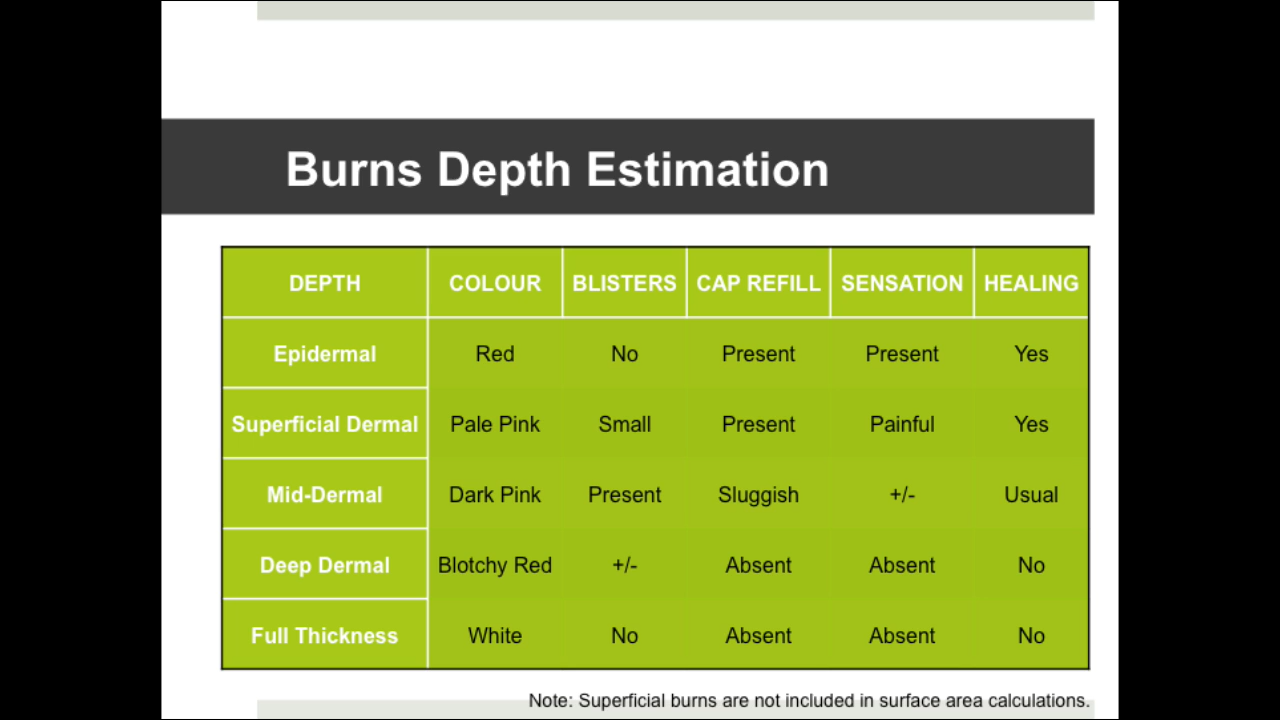 Burns Depth Estimation
DEPTH COLOUR BLISTERS CAP REFILL SENSATION HEALING
Epidermal Red No Present Present Yes
Superficial Dermal Pale Pink Small Present Painful Yes
Mid-Dermal Dark Pink Present Sluggish +/- Usual
Deep Dermal Blotchy Red +/- Absent Absent No
Full Thickness White No Absent Absent No
Note: Superficial burns are not included in surface area calculations.